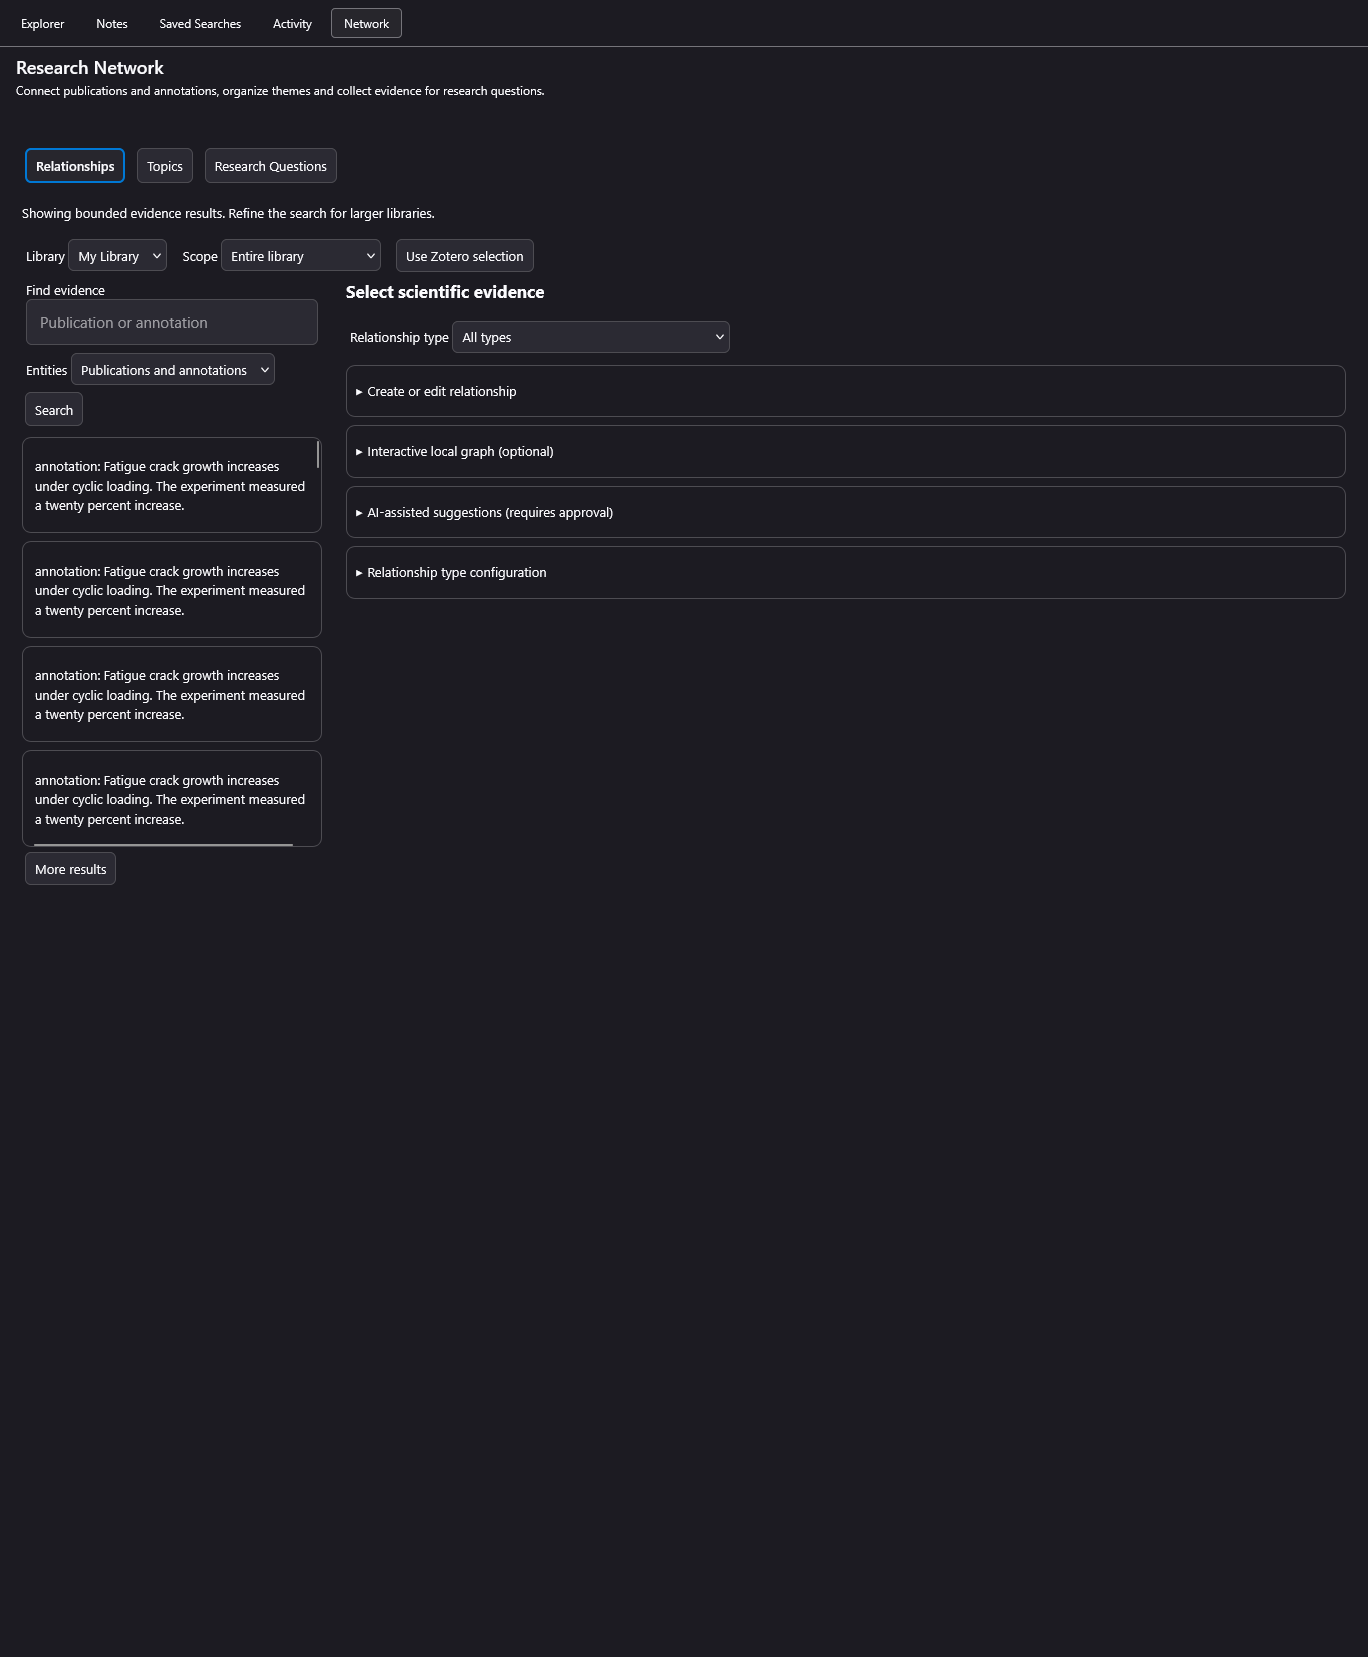 Explorer Notes Saved Searches Activity Network
Research Network
Connect publications and annotations, organize themes and collect evidence for research questions.
Relationships Topics Research Questions
Showing bounded evidence results. Refine the search for larger libraries.
Library My Library Scope Entire library Use Zotero selection
Find evidence
Publication or annotation
Entities Publications and annotations
Search
annotation: Fatigue crack growth increases
under cyclic loading. The experiment measured
a twenty percent increase.
annotation: Fatigue crack growth increases
under cyclic loading. The experiment measured
a twenty percent increase.
annotation: Fatigue crack growth increases
under cyclic loading. The experiment measured
a twenty percent increase.
annotation: Fatigue crack growth increases
under cyclic loading. The experiment measured
a twenty percent increase.
More results
Select scientific evidence
Relationship type All types
▸ Create or edit relationship
▸ Interactive local graph (optional)
▸ AI-assisted suggestions (requires approval)
▸ Relationship type configuration